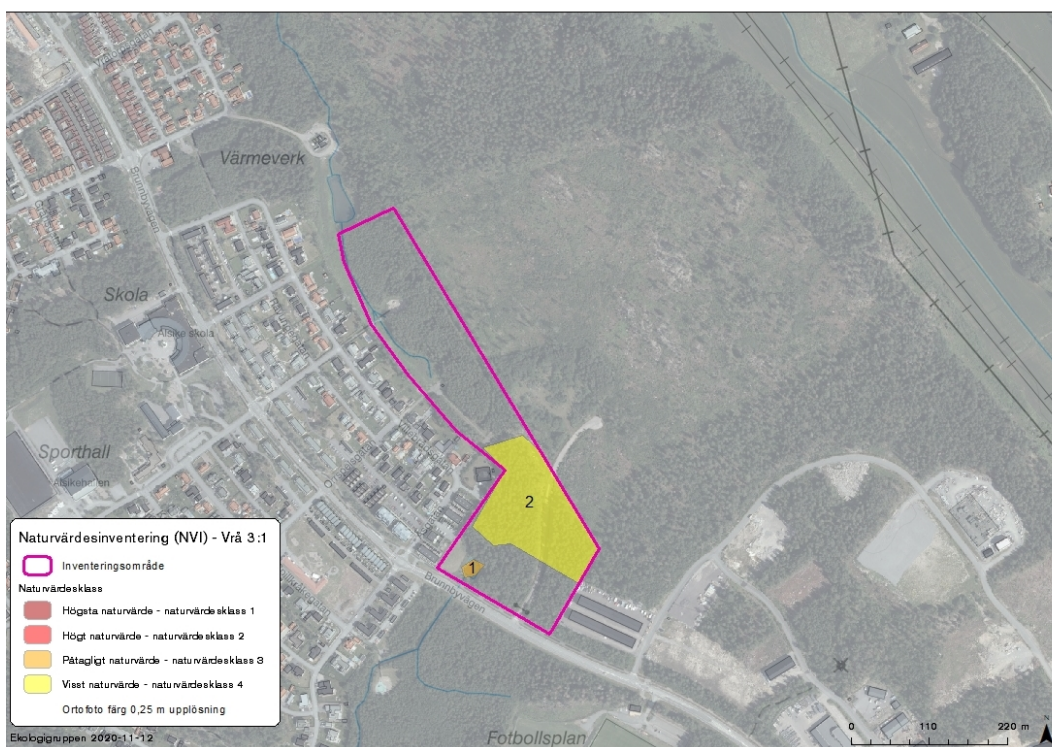 Värmeverk
Brunnbyvägen
Skola
Alsike skola
Sporthall
Alsikehallen
2
1
Brunnbyvägen
Naturvärdesinventering (NVI) - Vrå 3:1
Inventeringsområde
Naturvärdesklass
Högsta naturvärde - naturvärdesklass 1
Högt naturvärde - naturvärdesklass 2
Påtagligt naturvärde - naturvärdesklass 3
Visst naturvärde - naturvärdesklass 4
Ortofoto färg 0,25 m upplösning
Ekologigruppen 2020-11-12
Fotbollsplan
0 110 220 m
N